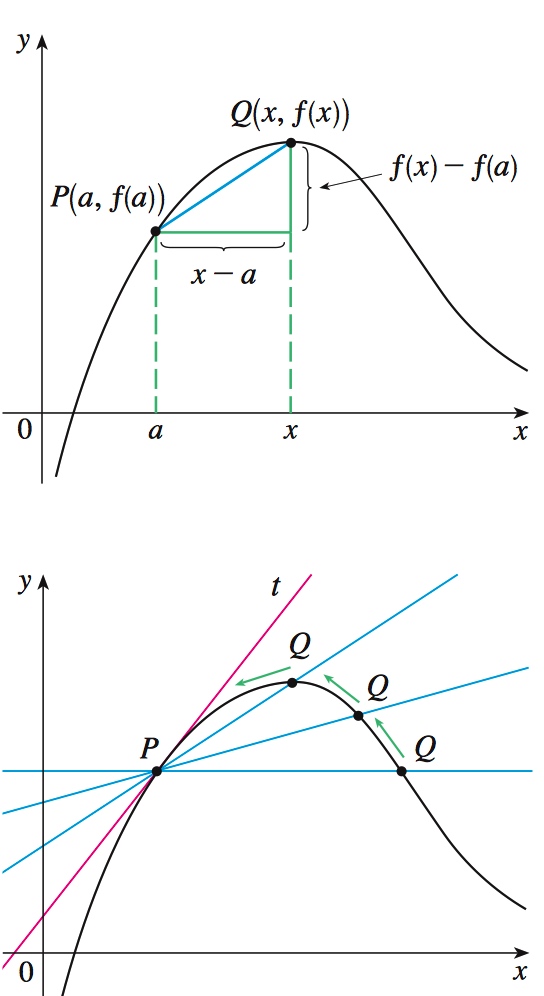 y
Q(x, f(x))
f(x) − f(a)
P(a, f(a))
x − a
0
a
x
x
y
t
Q
Q
P
Q
0
x